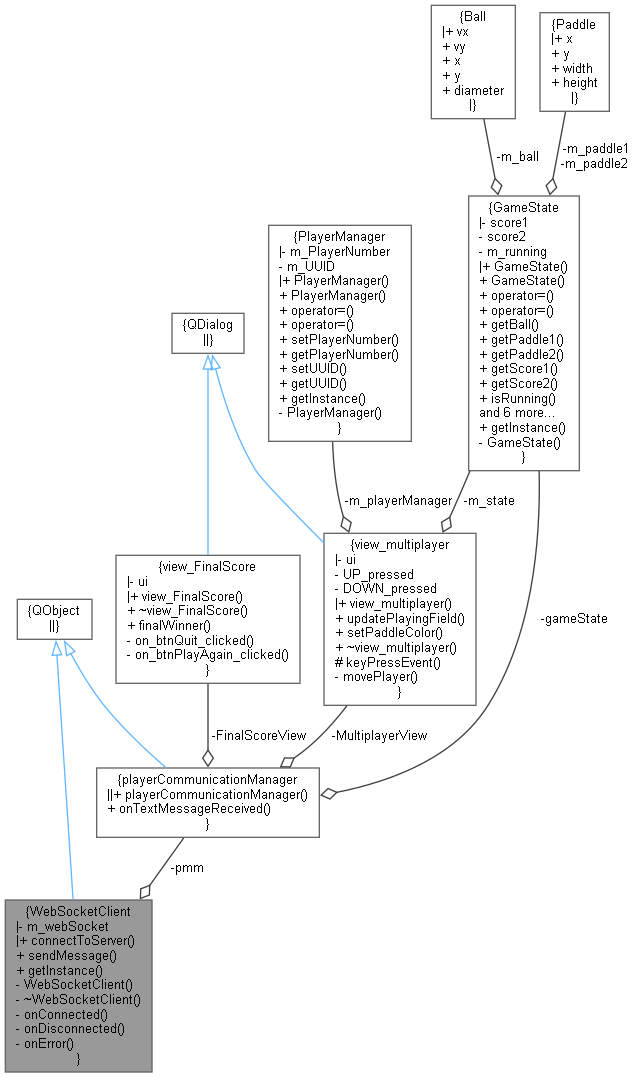 {Ball
|+ vx
+ vy
+ x
+ y
+ diameter
|}
{Paddle
|+ x
+ y
+ width
+ height
|}
-m_ball
-m_paddle1
-m_paddle2
{GameState
|- score1
- score2
- m_running
|+ GameState()
+ GameState()
+ operator=()
+ operator=()
+ getBall()
+ getPaddle1()
+ getPaddle2()
+ getScore1()
+ getScore2()
+ isRunning()
and 6 more...
+ getInstance()
- GameState()
}
{PlayerManager
|- m_PlayerNumber
- m_UUID
|+ PlayerManager()
+ PlayerManager()
+ operator=()
+ operator=()
+ setPlayerNumber()
+ getPlayerNumber()
+ setUUID()
+ getUUID()
+ getInstance()
- PlayerManager()
}
{QDialog
||}
-m_playerManager
-m_state
{view_multiplayer
|- ui
- UP_pressed
- DOWN_pressed
|+ view_multiplayer()
+ updatePlayingField()
+ setPaddleColor()
+ ~view_multiplayer()
# keyPressEvent()
- movePlayer()
}
{view_FinalScore
|- ui
|+ view_FinalScore()
+ ~view_FinalScore()
+ finalWinner()
- on_btnQuit_clicked()
- on_btnPlayAgain_clicked()
}
{QObject
||}
-gameState
-FinalScoreView
-MultiplayerView
{playerCommunicationManager
||+ playerCommunicationManager()
+ onTextMessageReceived()
}
-pmm
{WebSocketClient
|- m_webSocket
|+ connectToServer()
+ sendMessage()
+ getInstance()
- WebSocketClient()
- ~WebSocketClient()
- onConnected()
- onDisconnected()
- onError()
}